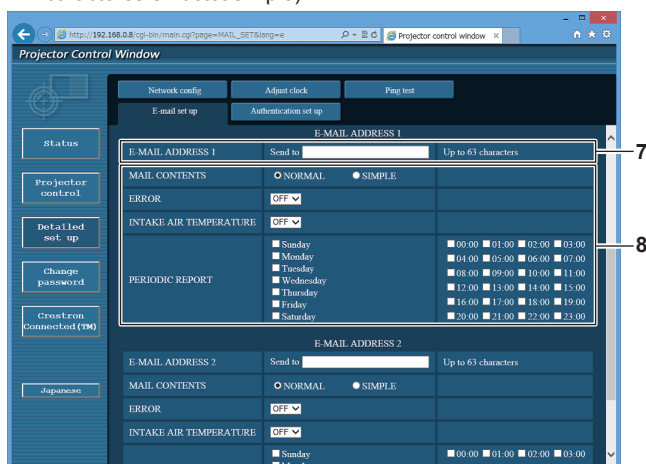 http://192.168.0.8/cgi-bin/main.cgi?page=MAIL_SET&lang=e
Projector control window
Projector Control Window
Network config Adjust clock Ping test
E-mail set up Authentication set up
Status
Projector control
Detailed set up
Change password
Crestron Connected(TM)
Japanese
E-MAIL ADDRESS 1
E-MAIL ADDRESS 1 Send to Up to 63 characters
7
MAIL CONTENTS NORMAL SIMPLE
ERROR OFF
INTAKE AIR TEMPERATURE OFF
8
PERIODIC REPORT
Sunday 00:00 01:00 02:00 03:00
Monday 04:00 05:00 06:00 07:00
Tuesday 08:00 09:00 10:00 11:00
Wednesday 12:00 13:00 14:00 15:00
Thursday 16:00 17:00 18:00 19:00
Friday 20:00 21:00 22:00 23:00
Saturday
E-MAIL ADDRESS 2
E-MAIL ADDRESS 2 Send to Up to 63 characters
MAIL CONTENTS NORMAL SIMPLE
ERROR OFF
INTAKE AIR TEMPERATURE OFF
Sunday 00:00 01:00 02:00 03:00